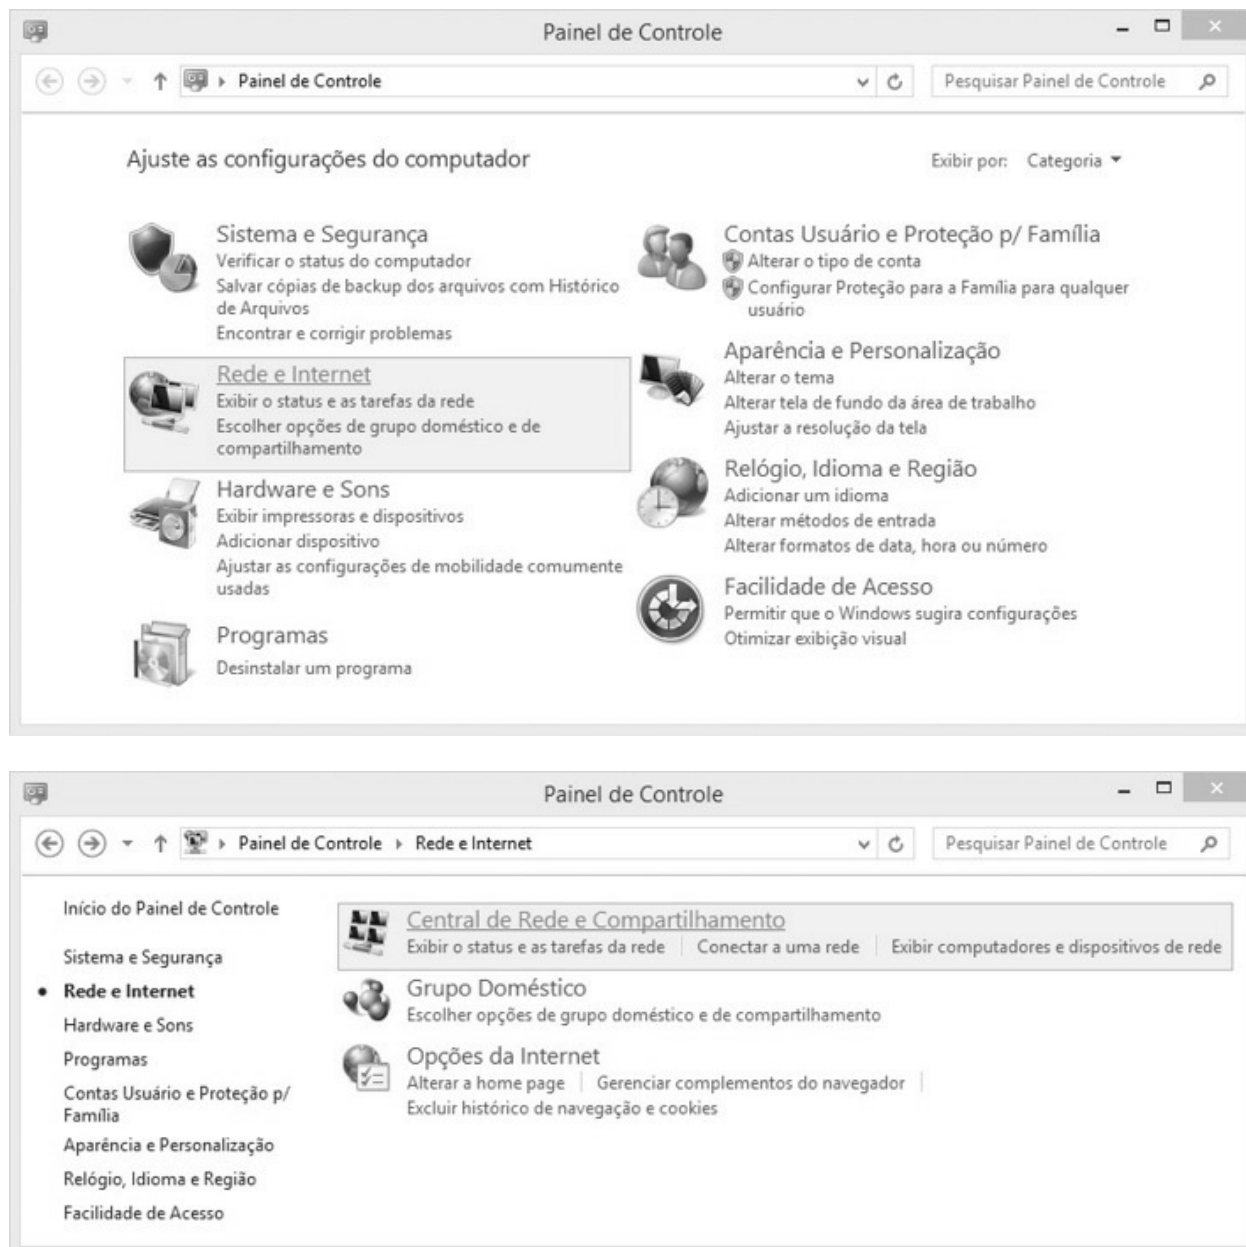 Painel de Controle
Painel de Controle
Pesquisar Painel de Controle
Ajuste as configurações do computador
Exibir por: Categoria
Sistema e Segurança
Verificar o status do computador
Salvar cópias de backup dos arquivos com Histórico
de Arquivos
Encontrar e corrigir problemas
Rede e Internet
Exibir o status e as tarefas da rede
Escolher opções de grupo doméstico e de
compartilhamento
Hardware e Sons
Exibir impressoras e dispositivos
Adicionar dispositivo
Ajustar as configurações de mobilidade comumente
usadas
Programas
Desinstalar um programa
Contas Usuário e Proteção p/ Família
Alterar o tipo de conta
Configurar Proteção para a Família para qualquer
usuário
Aparência e Personalização
Alterar o tema
Alterar tela de fundo da área de trabalho
Ajustar a resolução da tela
Relógio, Idioma e Região
Adicionar um idioma
Alterar métodos de entrada
Alterar formatos de data, hora ou número
Facilidade de Acesso
Permitir que o Windows sugira configurações
Otimizar exibição visual
Painel de Controle
Painel de Controle Rede e Internet
Pesquisar Painel de Controle
Início do Painel de Controle
Sistema e Segurança
Rede e Internet
Hardware e Sons
Programas
Contas Usuário e Proteção p/
Família
Aparência e Personalização
Relógio, Idioma e Região
Facilidade de Acesso
Central de Rede e Compartilhamento
Exibir o status e as tarefas da rede Conectar a uma rede Exibir computadores e dispositivos de rede
Grupo Doméstico
Escolher opções de grupo doméstico e de compartilhamento
Opções da Internet
Alterar a home page Gerenciar complementos do navegador
Excluir histórico de navegação e cookies